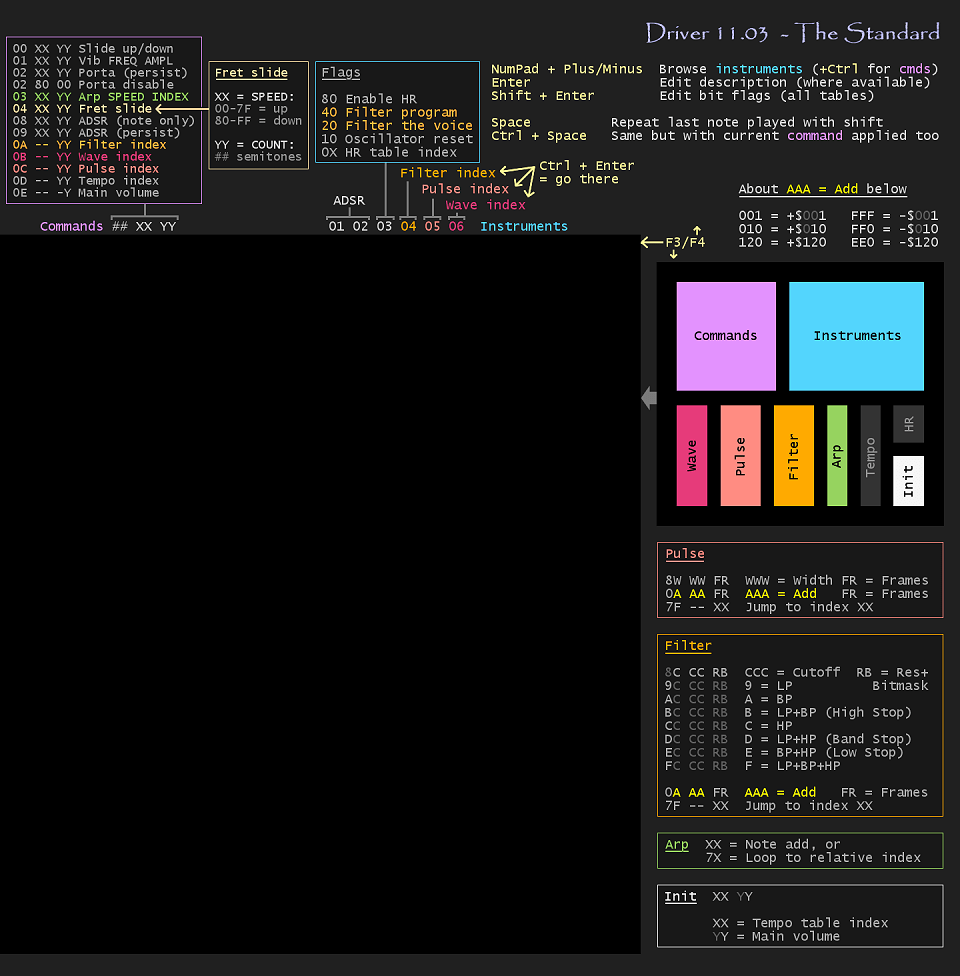 Driver 11.03 - The Standard
00 XX YY Slide up/down
01 XX YY Vib FREQ AMPL
02 XX YY Porta (persist)
02 80 00 Porta disable
03 XX YY Arp SPEED INDEX
04 XX YY Fret slide
08 XX YY ADSR (note only)
09 XX YY ADSR (persist)
0A -- YY Filter index
0B -- YY Wave index
0C -- YY Pulse index
0D -- YY Tempo index
0E -- -Y Main volume
Commands ## XX YY
Fret slide
XX = SPEED:
00-7F = up
80-FF = down
YY = COUNT:
## semitones
Flags
80 Enable HR
40 Filter program
20 Filter the voice
10 Oscillator reset
0X HR table index
Filter index
Pulse index
Wave index
Ctrl + Enter
= go there
ADSR
01 02 03 04 05 06 Instruments
NumPad + Plus/Minus Browse instruments (+Ctrl for cmds)
Enter Edit description (where available)
Shift + Enter Edit bit flags (all tables)
Space Repeat last note played with shift
Ctrl + Space Same but with current command applied too
About AAA = Add below
001 = +$001 FFF = -$001
010 = +$010 FF0 = -$010
120 = +$120 EE0 = -$120
F3/F4
Commands
Instruments
Wave
Pulse
Filter
Arp
Tempo
HR
Init
Pulse
8W WW FR WWW = Width FR = Frames
0A AA FR AAA = Add FR = Frames
7F -- XX Jump to index XX
Filter
8C CC RB CCC = Cutoff RB = Res+
9C CC RB 9 = LP Bitmask
AC CC RB A = BP
BC CC RB B = LP+BP (High Stop)
CC CC RB C = HP
DC CC RB D = LP+HP (Band Stop)
EC CC RB E = BP+HP (Low Stop)
FC CC RB F = LP+BP+HP
0A AA FR AAA = Add FR = Frames
7F -- XX Jump to index XX
Arp XX = Note add, or
7X = Loop to relative index
Init XX YY
XX = Tempo table index
YY = Main volume